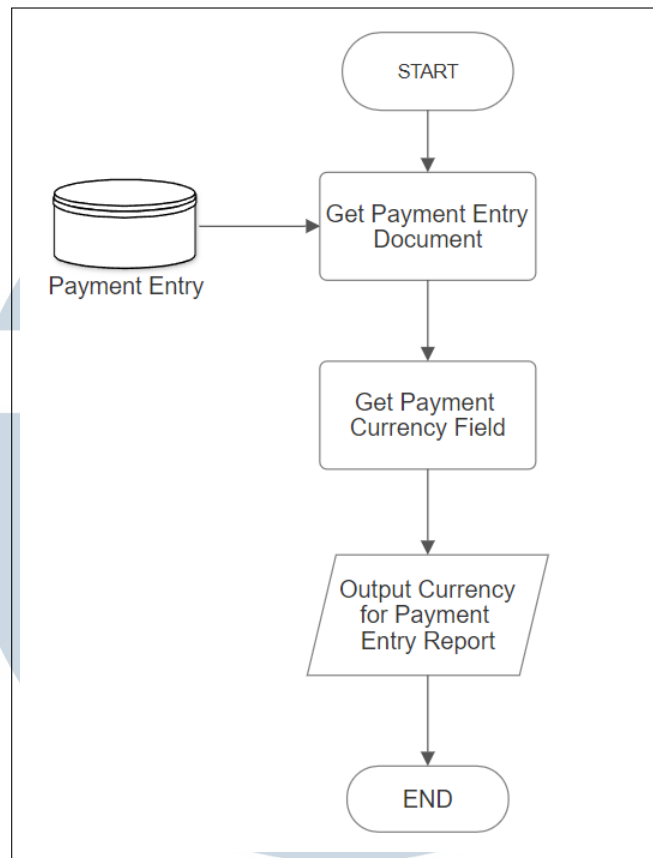 START
Get Payment Entry
Document
Payment Entry
Get Payment
Currency Field
Output Currency
for Payment
Entry Report
END